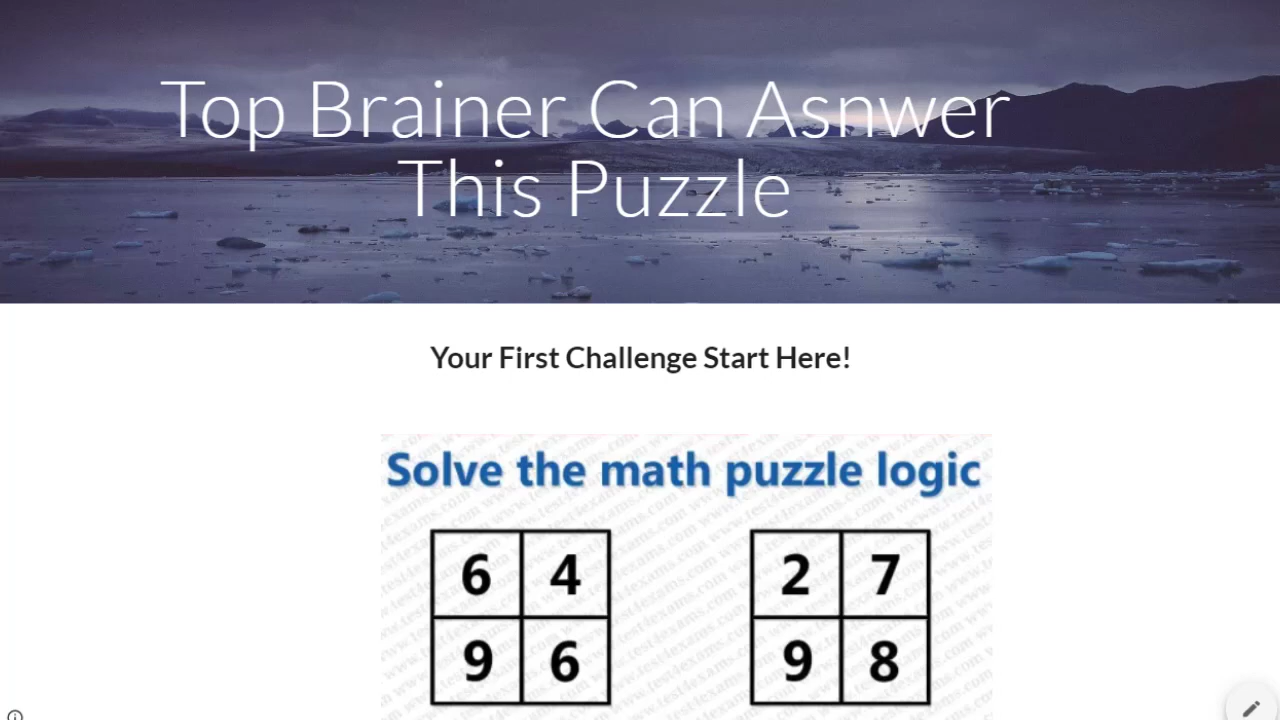 Top Brainer Can Asnwer
This Puzzle
Your First Challenge Start Here!
Solve the math puzzle logic
6 4 2 7
9 6 9 8